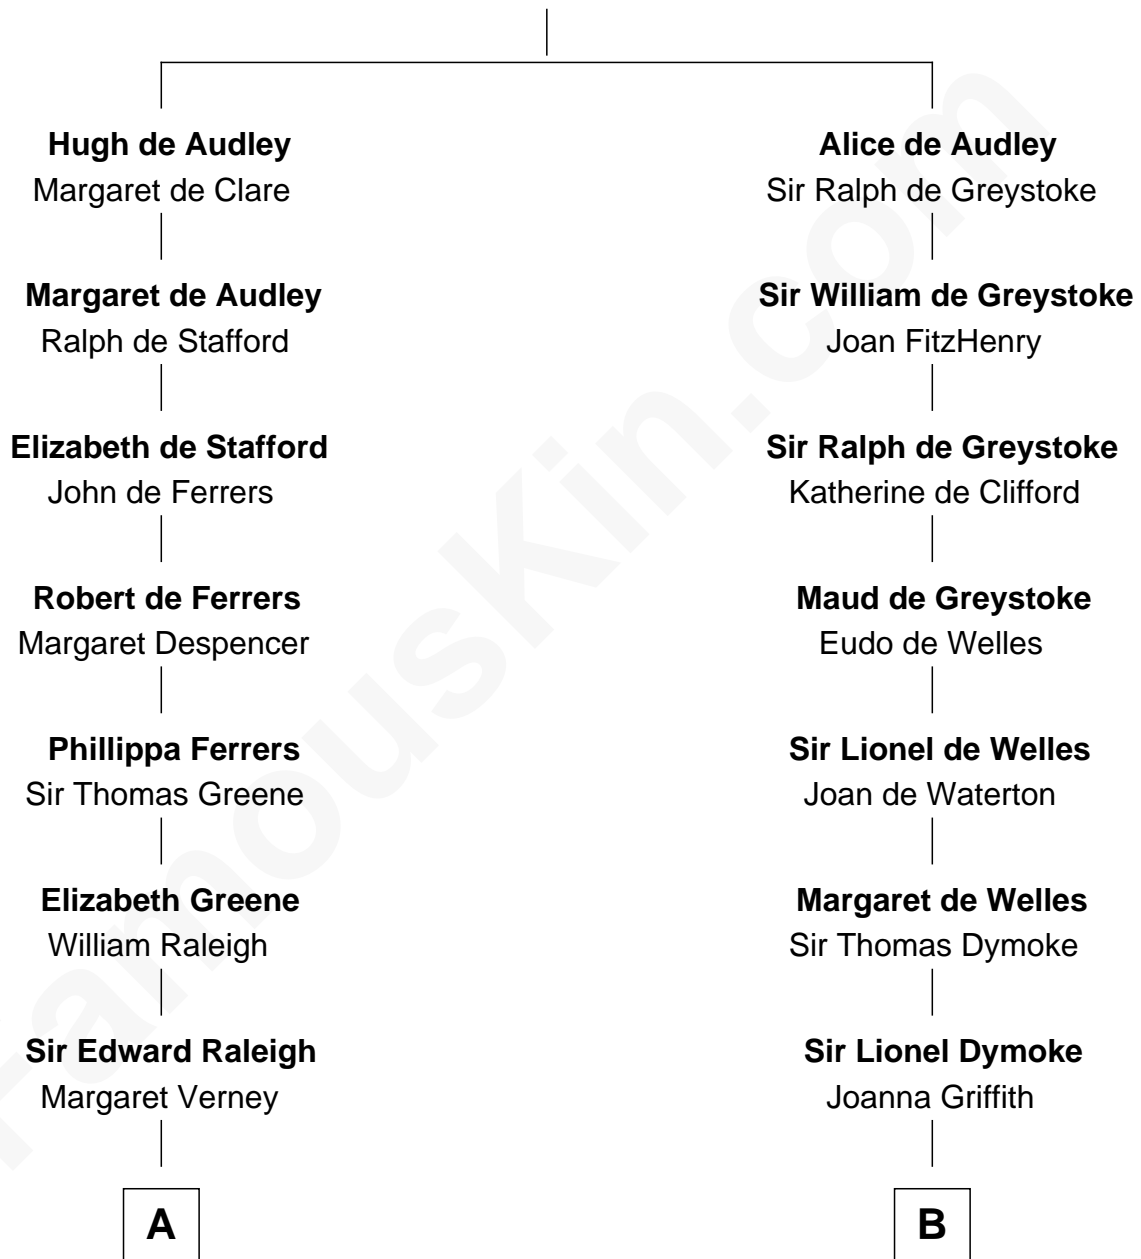 Hugh de Audley
Margaret de Clare
Margaret de Audley
Ralph de Stafford
Elizabeth de Stafford
John de Ferrers
Robert de Ferrers
Margaret Despencer
Phillippa Ferrers
Sir Thomas Greene
Elizabeth Greene
William Raleigh
Sir Edward Raleigh
Margaret Verney
A
Alice de Audley
Sir Ralph de Greystoke
Sir William de Greystoke
Joan FitzHenry
Sir Ralph de Greystoke
Katherine de Clifford
Maud de Greystoke
Eudo de Welles
Sir Lionel de Welles
Joan de Waterton
Margaret de Welles
Sir Thomas Dymoke
Sir Lionel Dymoke
Joanna Griffith
B
FamousKin.com